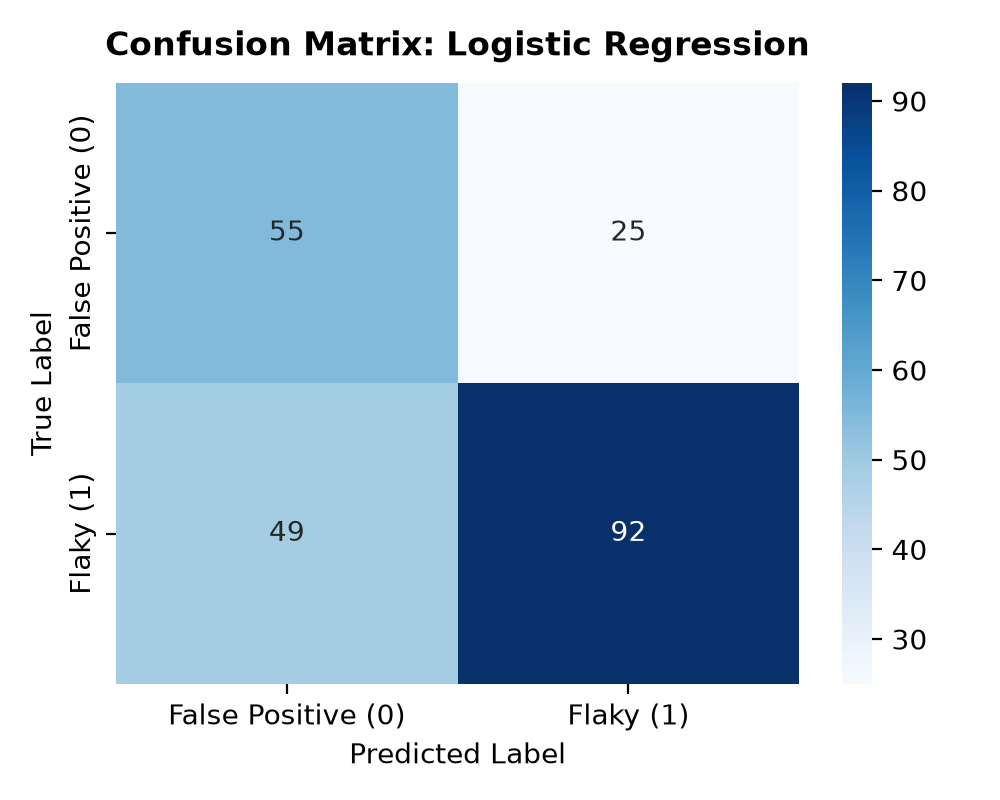 Confusion Matrix: Logistic Regression
True Label
False Positive (0)
Flaky (1)
55
25
49
92
False Positive (0)
Flaky (1)
Predicted Label
90
80
70
60
50
40
30